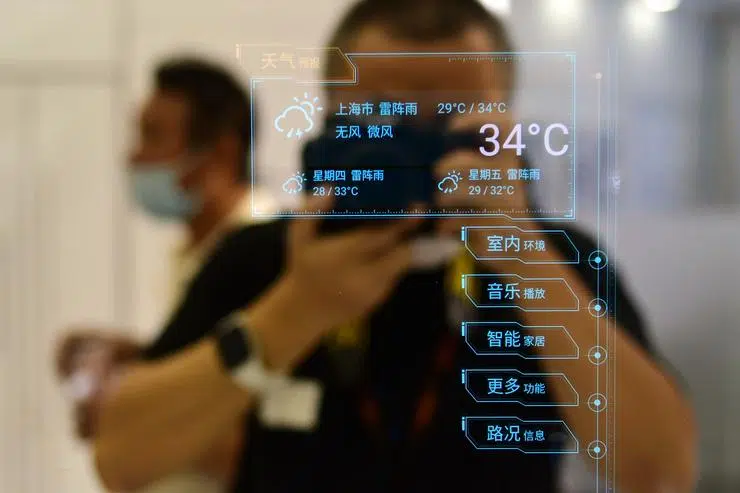 天气 预报
上海市 雷阵雨 29°C / 34°C
无风 微风
34°C
星期四 雷阵雨
28 / 33°C
星期五 雷阵雨
29 / 32°C
室内 环境
音乐 播放
智能 家居
更多 功能
路况 信息